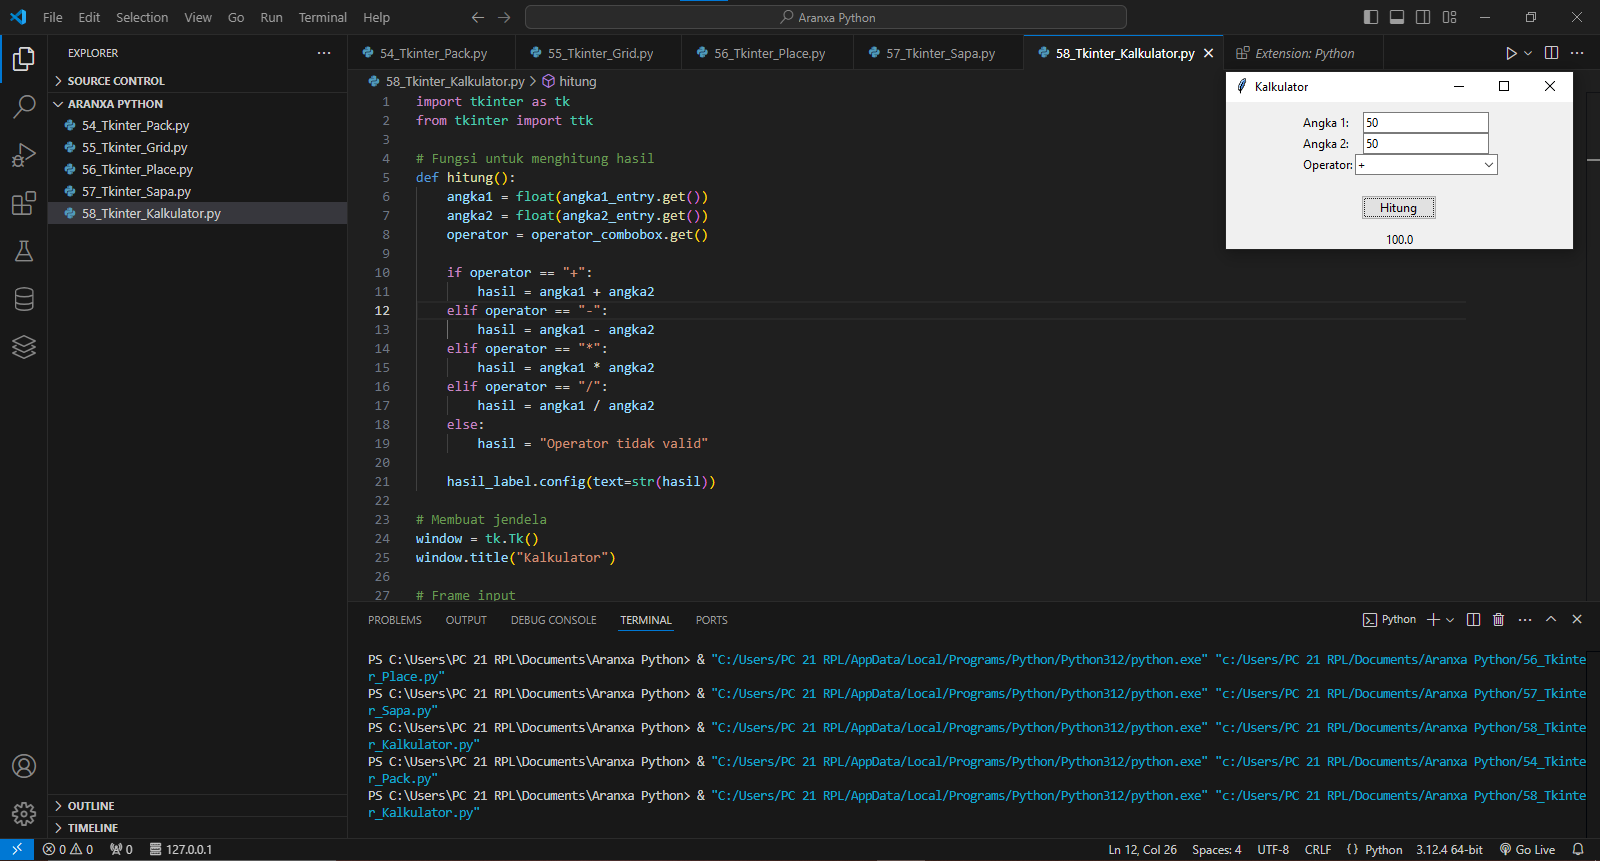 File Edit Selection View Go Run Terminal Help
Aranxa Python
EXPLORER
SOURCE CONTROL
ARANXA PYTHON
54_Tkinter_Pack.py
55_Tkinter_Grid.py
56_Tkinter_Place.py
57_Tkinter_Sapa.py
58_Tkinter_Kalkulator.py
OUTLINE
TIMELINE
54_Tkinter_Pack.py 55_Tkinter_Grid.py 56_Tkinter_Place.py 57_Tkinter_Sapa.py 58_Tkinter_Kalkulator.py Extension: Python
58_Tkinter_Kalkulator.py > hitung
1 import tkinter as tk
2 from tkinter import ttk
3
4 # Fungsi untuk menghitung hasil
5 def hitung():
6 angka1 = float(angka1_entry.get())
7 angka2 = float(angka2_entry.get())
8 operator = operator_combobox.get()
9
10 if operator == "+":
11 hasil = angka1 + angka2
12 elif operator == "-":
13 hasil = angka1 - angka2
14 elif operator == "*":
15 hasil = angka1 * angka2
16 elif operator == "/":
17 hasil = angka1 / angka2
18 else:
19 hasil = "Operator tidak valid"
20
21 hasil_label.config(text=str(hasil))
22
23 # Membuat jendela
24 window = tk.Tk()
25 window.title("Kalkulator")
26
27 # Frame input
Kalkulator
Angka 1: 50
Angka 2: 50
Operator: +
Hitung
100.0
PROBLEMS OUTPUT DEBUG CONSOLE TERMINAL PORTS
Python
PS C:\Users\PC 21 RPL\Documents\Aranxa Python> & "C:/Users/PC 21 RPL/AppData/Local/Programs/Python/Python312/python.exe" "c:/Users/PC 21 RPL/Documents/Aranxa Python/56_Tkinte
r_Place.py"
PS C:\Users\PC 21 RPL\Documents\Aranxa Python> & "C:/Users/PC 21 RPL/AppData/Local/Programs/Python/Python312/python.exe" "c:/Users/PC 21 RPL/Documents/Aranxa Python/57_Tkinte
r_Sapa.py"
PS C:\Users\PC 21 RPL\Documents\Aranxa Python> & "C:/Users/PC 21 RPL/AppData/Local/Programs/Python/Python312/python.exe" "c:/Users/PC 21 RPL/Documents/Aranxa Python/58_Tkinte
r_Kalkulator.py"
PS C:\Users\PC 21 RPL\Documents\Aranxa Python> & "C:/Users/PC 21 RPL/AppData/Local/Programs/Python/Python312/python.exe" "c:/Users/PC 21 RPL/Documents/Aranxa Python/54_Tkinte
r_Pack.py"
PS C:\Users\PC 21 RPL\Documents\Aranxa Python> & "C:/Users/PC 21 RPL/AppData/Local/Programs/Python/Python312/python.exe" "c:/Users/PC 21 RPL/Documents/Aranxa Python/58_Tkinte
r_Kalkulator.py"
0 0 0 127.0.0.1 Ln 12, Col 26 Spaces: 4 UTF-8 CRLF {} Python 3.12.4 64-bit Go Live